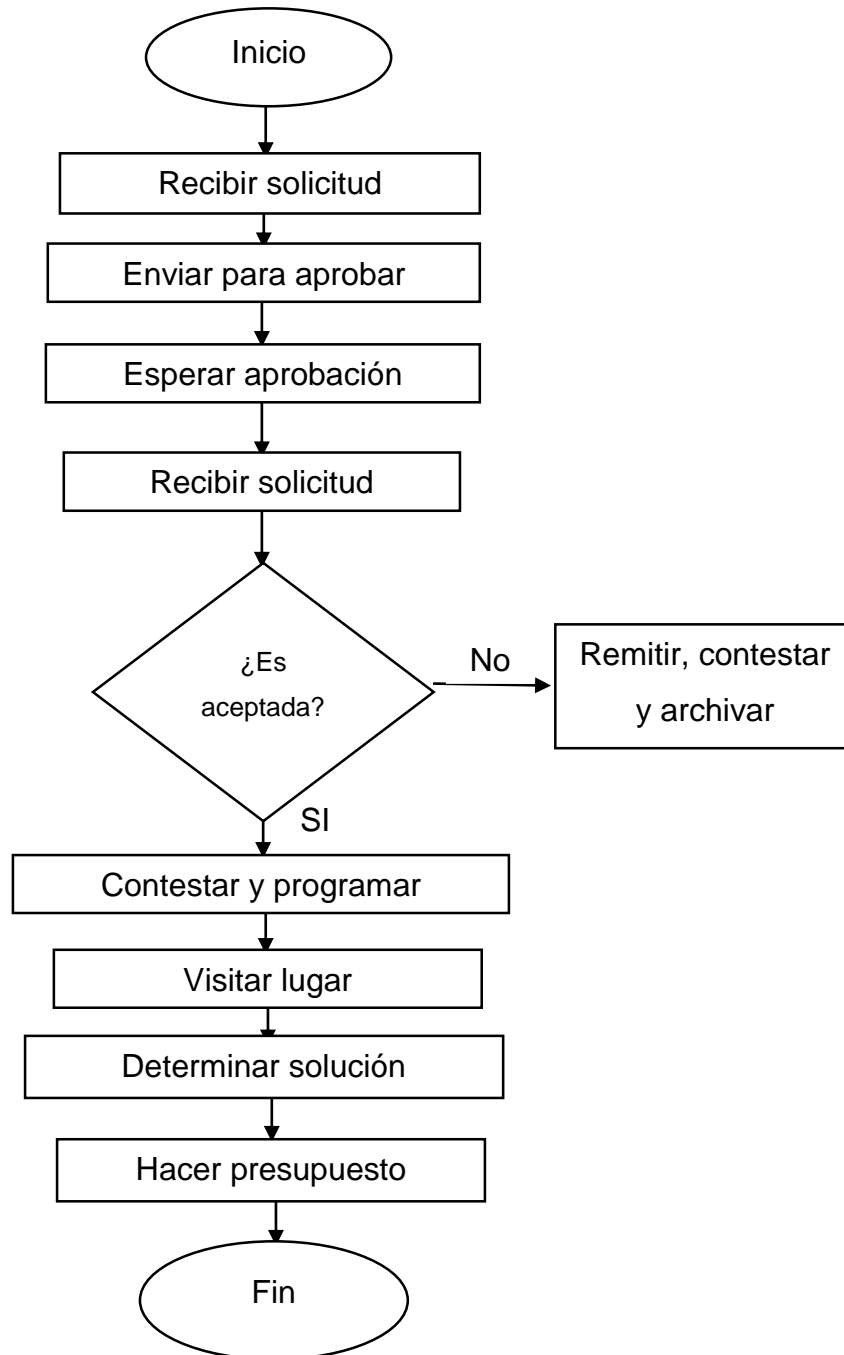 Inicio
Recibir solicitud
Enviar para aprobar
Esperar aprobación
Recibir solicitud
¿Es
aceptada?
No
Remitir, contestar
y archivar
SI
Contestar y programar
Visitar lugar
Determinar solución
Hacer presupuesto
Fin